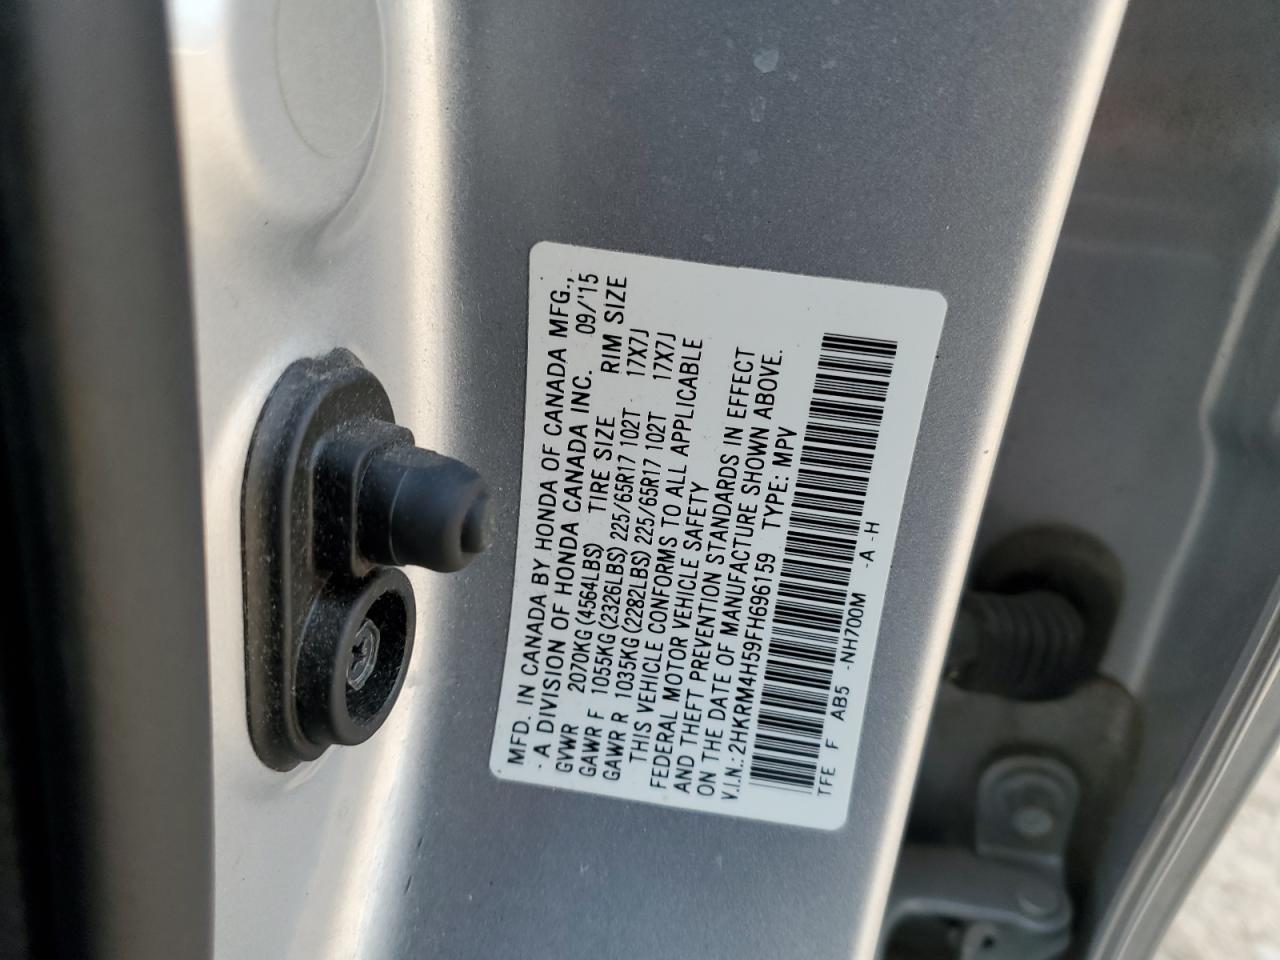 MFD. IN CANADA BY HONDA OF CANADA MFG.,
- A DIVISION OF HONDA CANADA INC. 09/'15
GVWR 2070KG (4564LBS) TIRE SIZE RIM SIZE
GAWR F 1055KG (2326LBS) 225/65R17 102T 17X7J
GAWR R 1035KG (2282LBS) 225/65R17 102T 17X7J
THIS VEHICLE CONFORMS TO ALL APPLICABLE
FEDERAL MOTOR VEHICLE SAFETY
AND THEFT PREVENTION STANDARDS IN EFFECT
ON THE DATE OF MANUFACTURE SHOWN ABOVE.
V.I.N.: 2HKRM4H59FH696159 TYPE: MPV
TFE F AB5 -NH700M -A -H